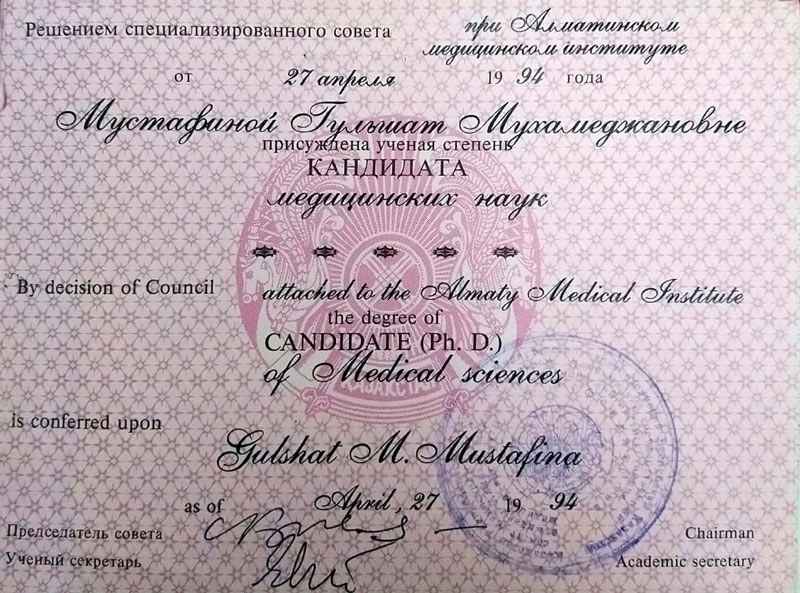 Решением специализированного совета при Алматинском
медицинском институте
от 27 апреля 19 94 года
Мустафиной Гульшат Мухамеджановне
присуждена ученая степень
КАНДИДАТА
медицинских наук
By decision of Council attached to the Almaty Medical Institute
the degree of
CANDIDATE (Ph. D.)
of Medical sciences
is conferred upon
Gulshat M. Mustafina
as of April, 27 19 94
Председатель совета Chairman
Ученый секретарь Academic secretary